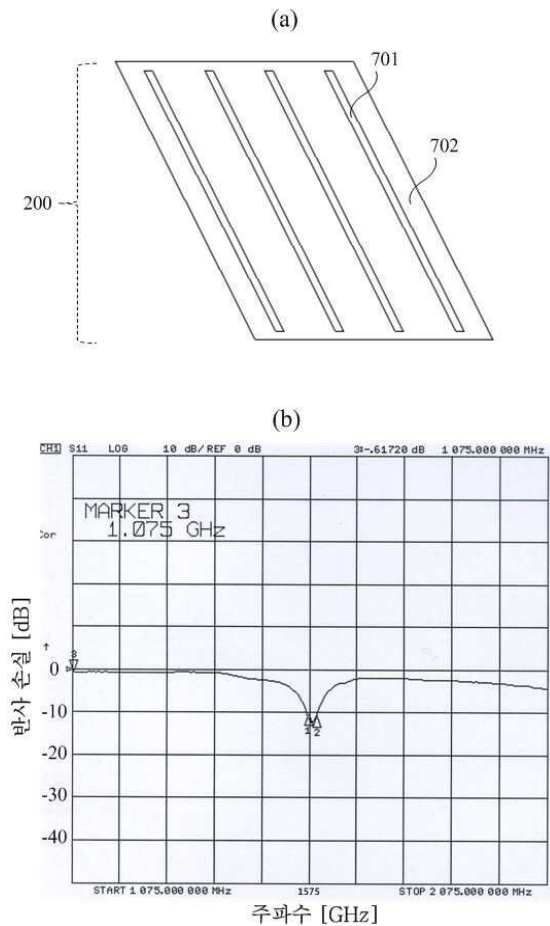 (a)
701
702
200
(b)
CH1 S11 LOG 10 dB/REF 0 dB 3:-.61720 dB 1 075.000 000 MHz
MARKER 3
1.075 GHz
Cor
3
0
-10
1 2
-20
-30
-40
반사 손실 [dB]
START 1 075.000 000 MHz 1575 STOP 2 075.000 000 MHz
주파수 [GHz]